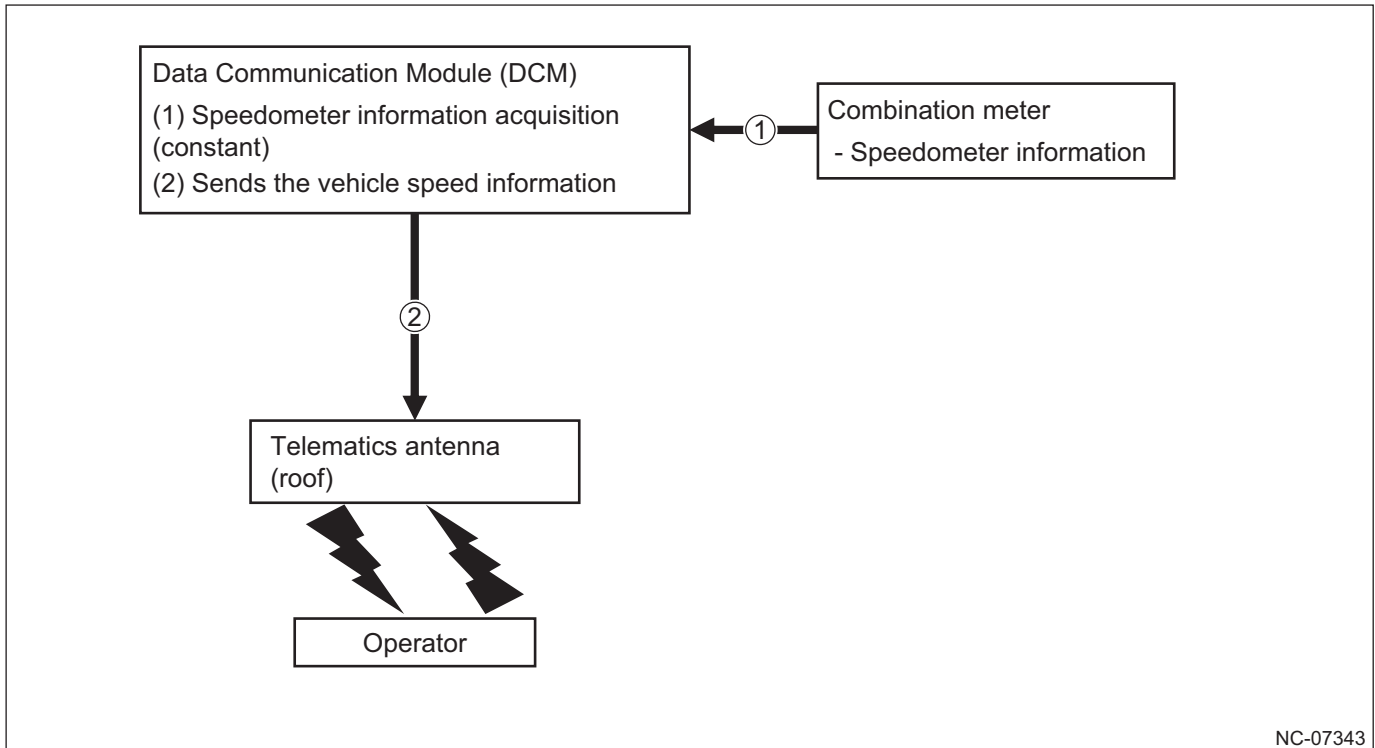 Data Communication Module (DCM)
(1) Speedometer information acquisition
(constant)
(2) Sends the vehicle speed information
1
Combination meter
- Speedometer information
2
Telematics antenna
(roof)
Operator
NC-07343